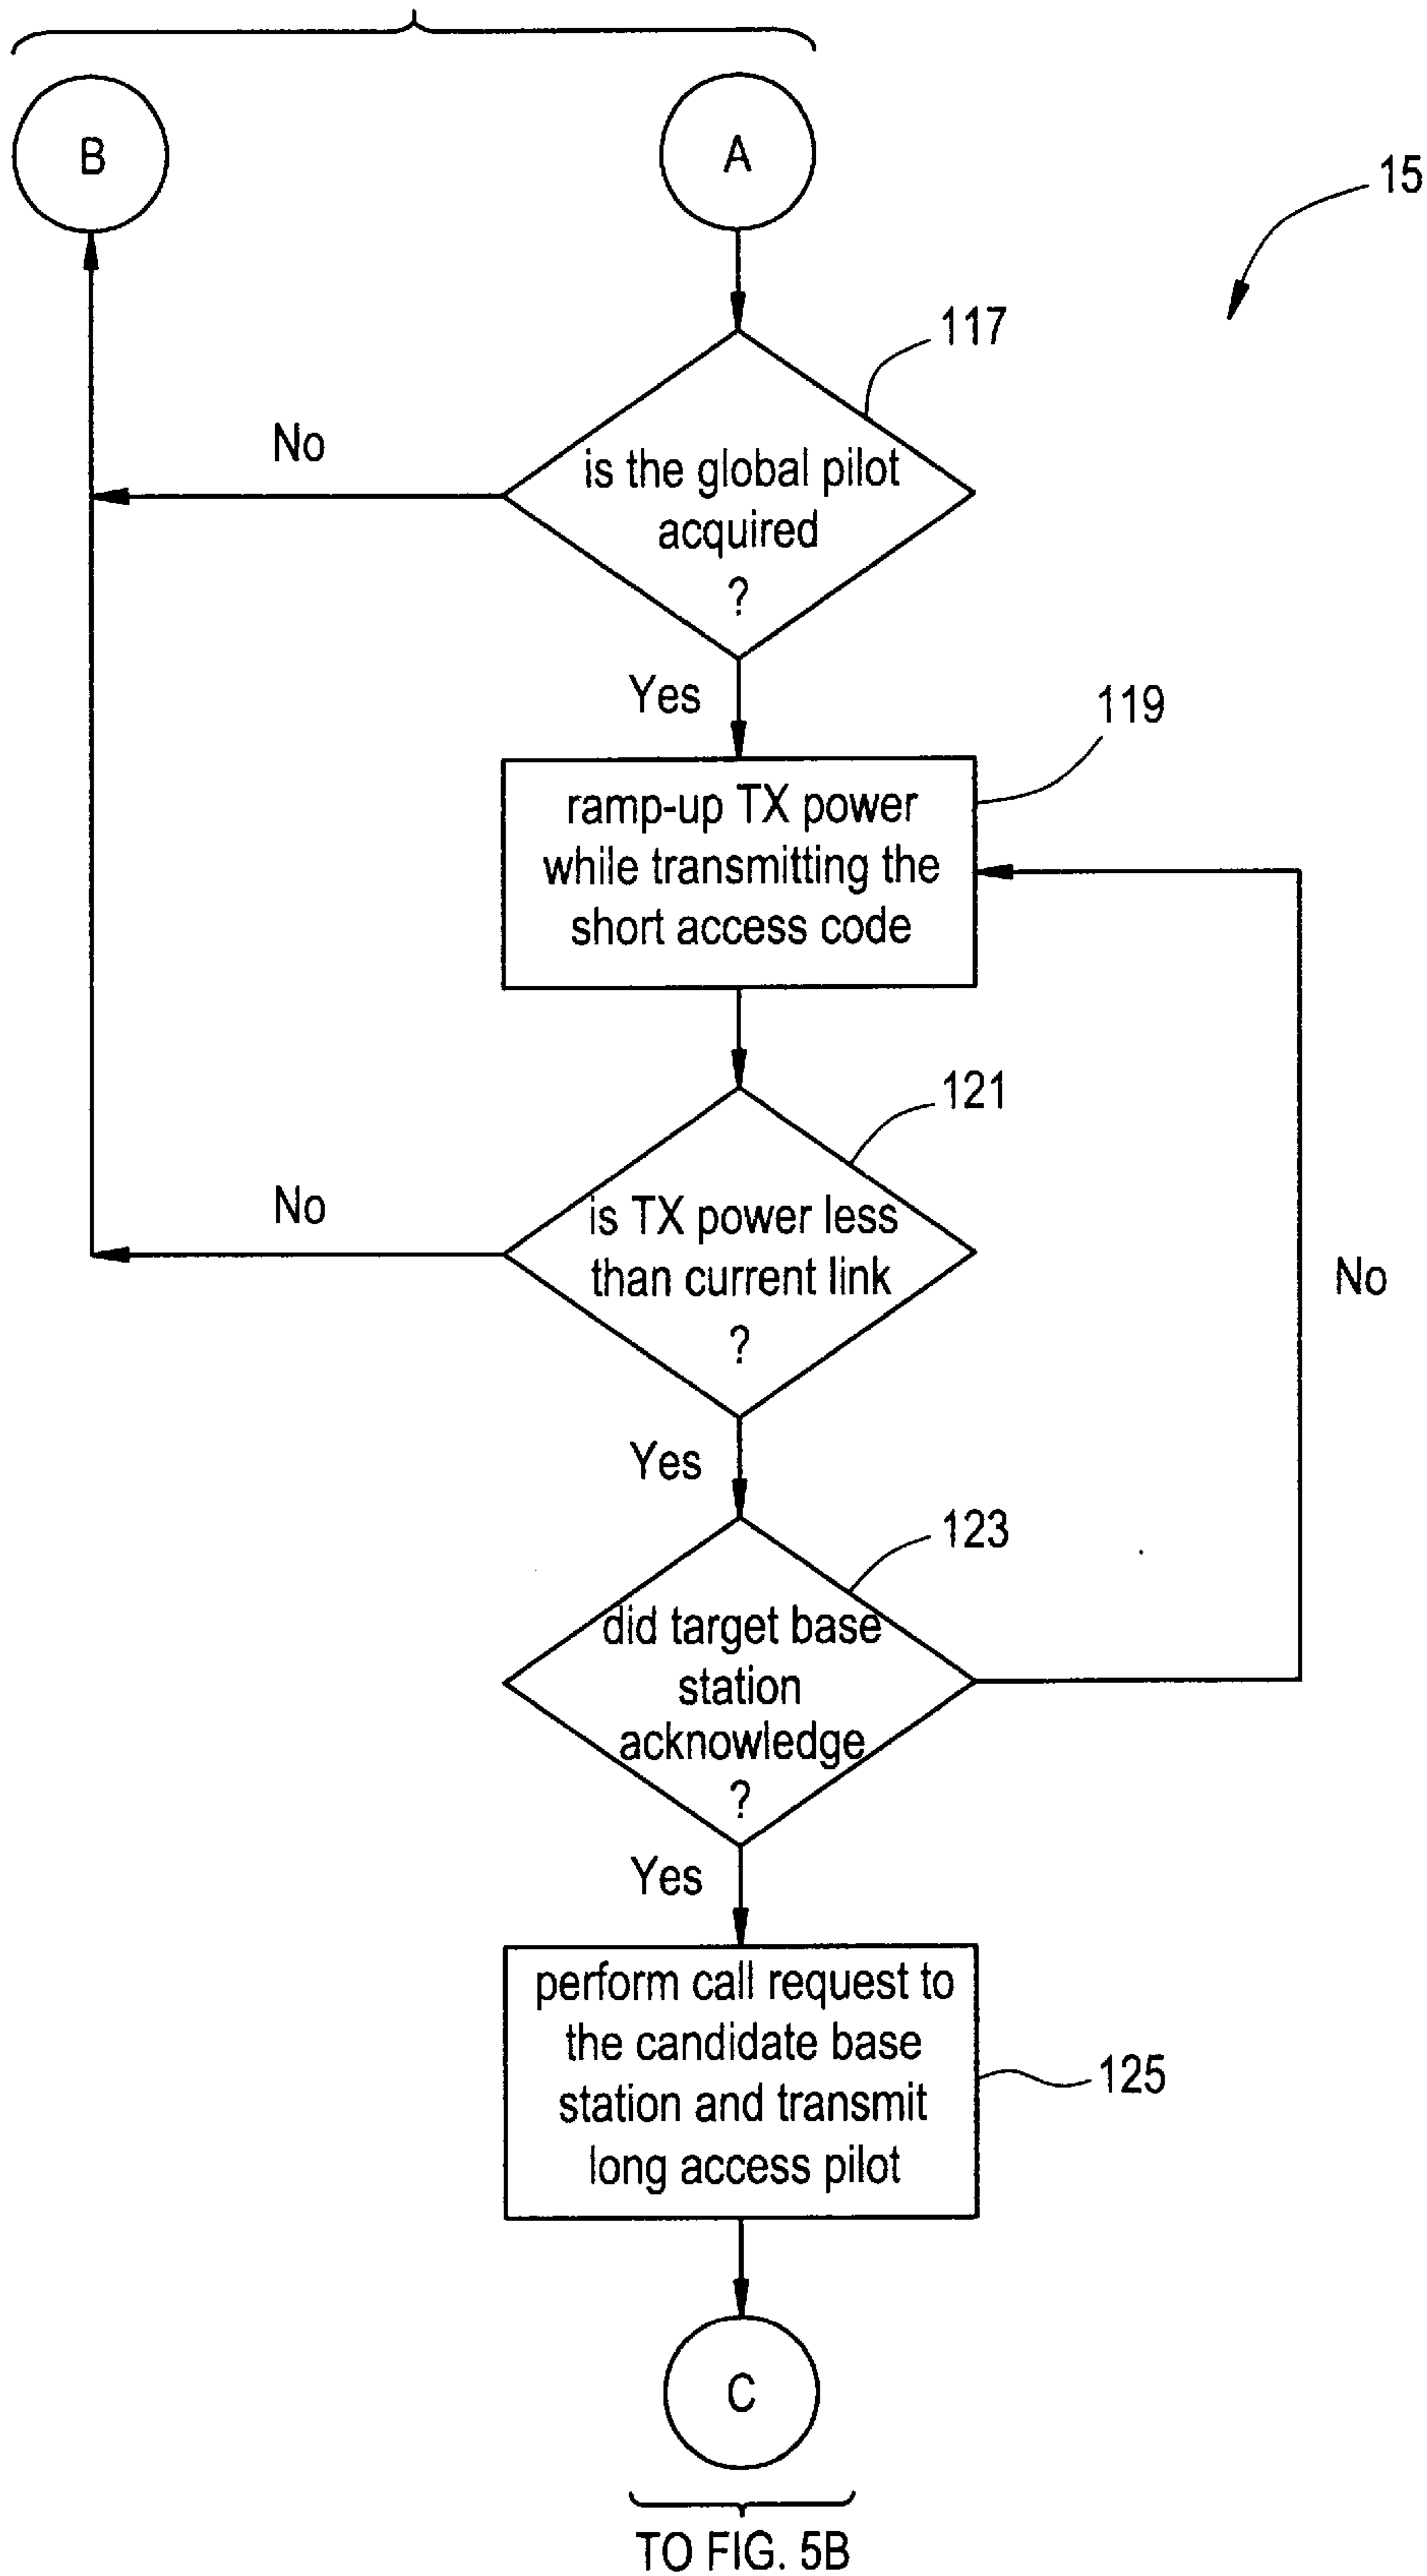 B
A
15
117
No
is the global pilot
acquired
?
Yes
119
ramp-up TX power
while transmitting the
short access code
121
No
is TX power less
than current link
?
No
Yes
123
did target base
station
acknowledge
?
Yes
perform call request to
the candidate base
station and transmit
long access pilot
125
C
TO FIG. 5B